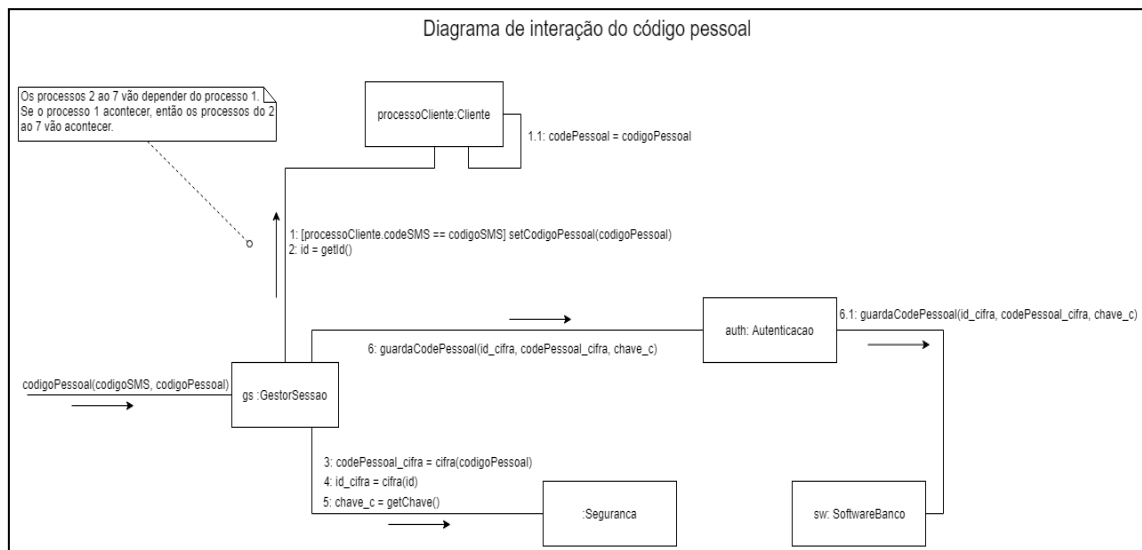 Diagrama de interação do código pessoal
Os processos 2 ao 7 vão depender do processo 1.
Se o processo 1 acontecer, então os processos do 2
ao 7 vão acontecer.
processoCliente:Cliente
1.1: codePessoal = codigoPessoal
1: [processoCliente.codeSMS == codigoSMS] setCodigoPessoal(codigoPessoal)
2: id = getId()
auth: Autenticacao
6.1: guardaCodePessoal(id_cifra, codePessoal_cifra, chave_c)
6: guardaCodePessoal(id_cifra, codePessoal_cifra, chave_c)
codigoPessoal(codigoSMS, codigoPessoal)
gs :GestorSessao
3: codePessoal_cifra = cifra(codigoPessoal)
4: id_cifra = cifra(id)
5: chave_c = getChave()
:Seguranca
sw: SoftwareBanco